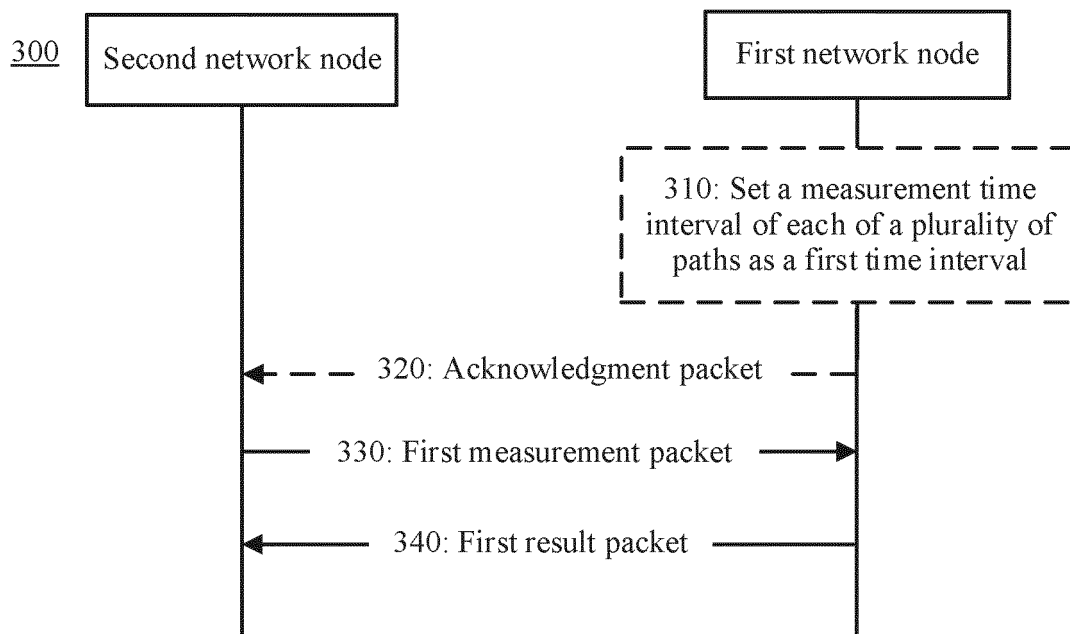 300
Second network node
First network node
310: Set a measurement time
interval of each of a plurality of
paths as a first time interval
320: Acknowledgment packet
330: First measurement packet
340: First result packet